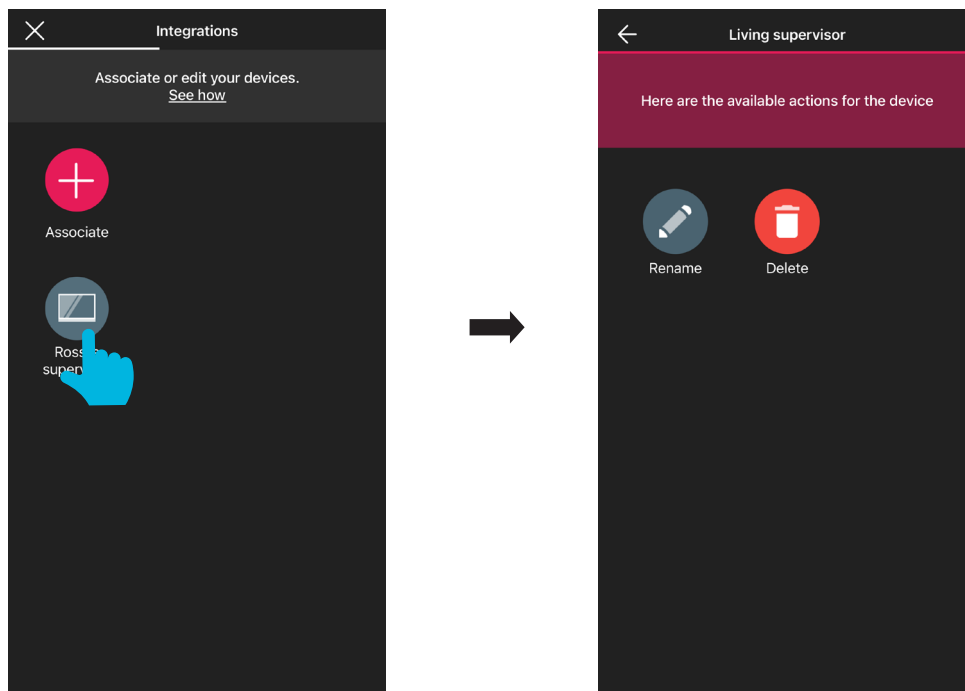 Integrations
Associate or edit your devices.
See how
Associate
Living supervisor
Here are the available actions for the device
Rename
Delete